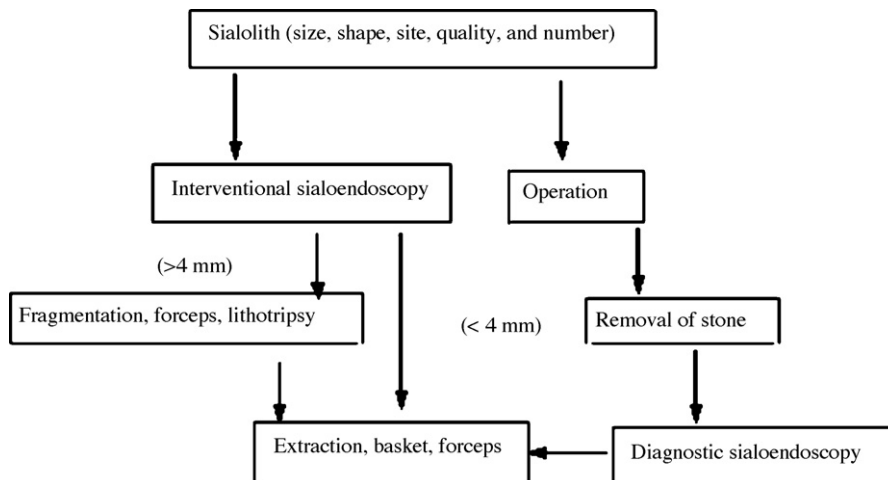 Sialolith (size, shape, site, quality, and number)
Interventional sialoendoscopy
Operation
(>4 mm)
Fragmentation, forceps, lithotripsy
(< 4 mm)
Removal of stone
Extraction, basket, forceps
Diagnostic sialoendoscopy